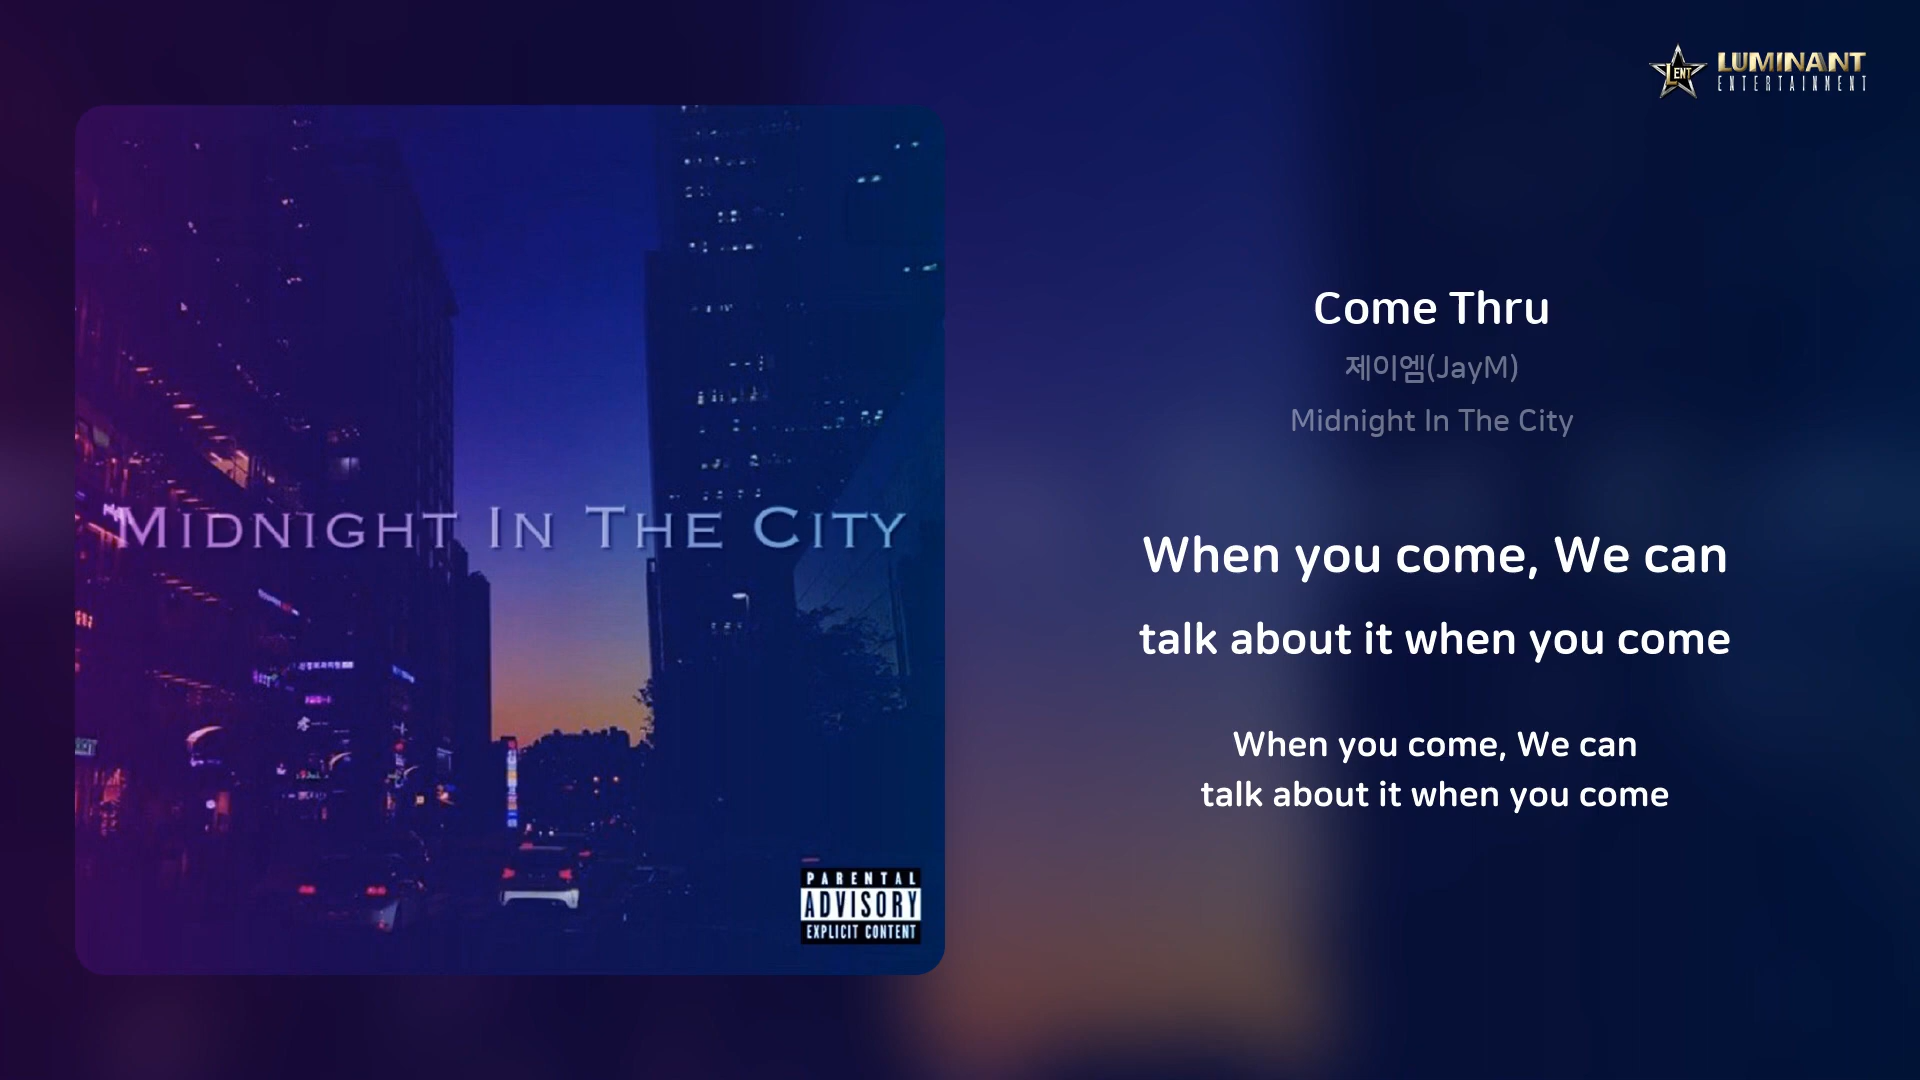 LENT LUMINANT
ENTERTAINMENT
MIDNIGHT IN THE CITY
PARENTAL
ADVISORY
EXPLICIT CONTENT
Come Thru
제이엠(JayM)
Midnight In The City
When you come, We can
talk about it when you come
When you come, We can
talk about it when you come